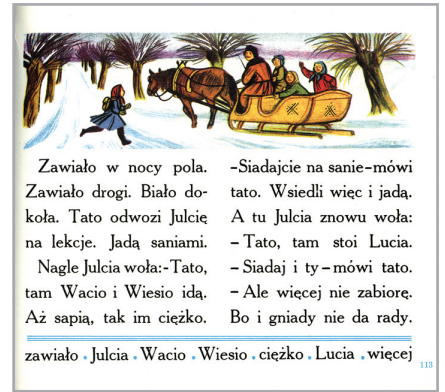 Zawiało w nocy pola.
Zawiało drogi. Biało do-
koła. Tato odwozi Julcię
na lekcje. Jadą saniami.
Nagle Julcia woła:-Tato,
tam Wacio i Wiesio idą.
Aż sapią, tak im ciężko.
-Siadajcie na sanie-mówi
tato. Wsiedli więc i jadą.
A tu Julcia znowu woła:
- Tato, tam stoi Lucia.
- Siadaj i ty - mówi tato.
- Ale więcej nie zabiorę.
Bo i gniady nie da rady.
zawiało . Julcia . Wacio . Wiesio . ciężko . Lucia . więcej
113